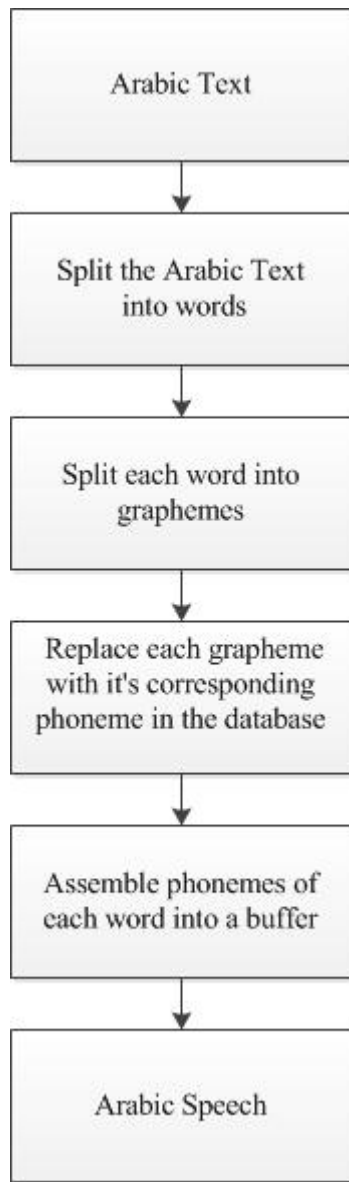 Arabic Text
Split the Arabic Text
into words
Split each word into
graphemes
Replace each grapheme
with it's corresponding
phoneme in the database
Assemble phonemes of
each word into a buffer
Arabic Speech